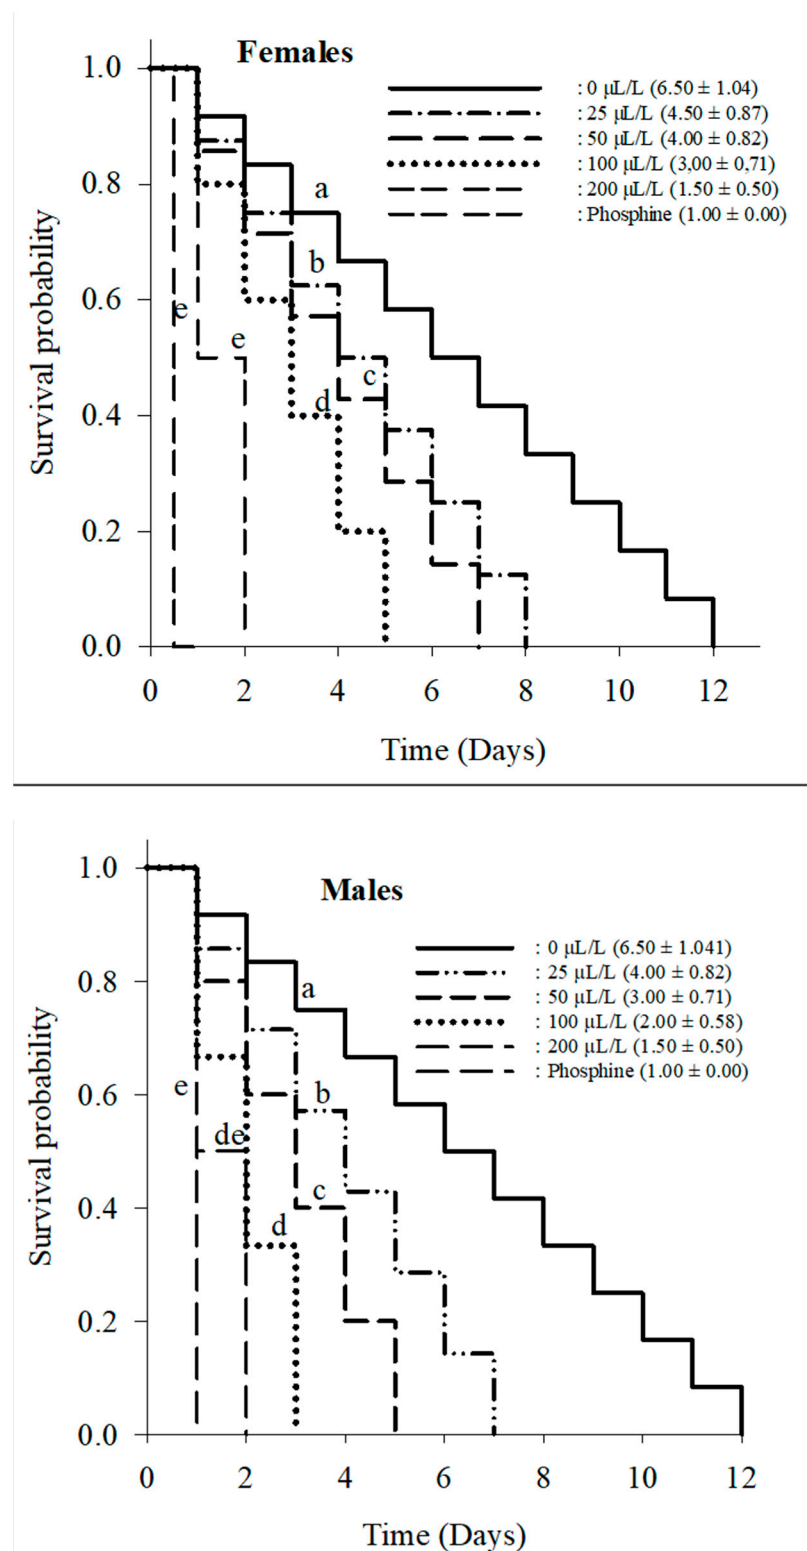 Females
: 0 µL/L (6.50 ± 1.04)
: 25 µL/L (4.50 ± 0.87)
: 50 µL/L (4.00 ± 0.82)
: 100 µL/L (3,00 ± 0,71)
: 200 µL/L (1.50 ± 0.50)
: Phosphine (1.00 ± 0.00)
1.0
0.8
0.6
0.4
0.2
0.0
Survival probability
a
b
e
e
c
d
0 2 4 6 8 10 12
Time (Days)
Males
: 0 µL/L (6.50 ± 1.041)
: 25 µL/L (4.00 ± 0.82)
: 50 µL/L (3.00 ± 0.71)
: 100 µL/L (2.00 ± 0.58)
: 200 µL/L (1.50 ± 0.50)
: Phosphine (1.00 ± 0.00)
1.0
0.8
0.6
0.4
0.2
0.0
Survival probability
a
e
b
de
c
d
0 2 4 6 8 10 12
Time (Days)